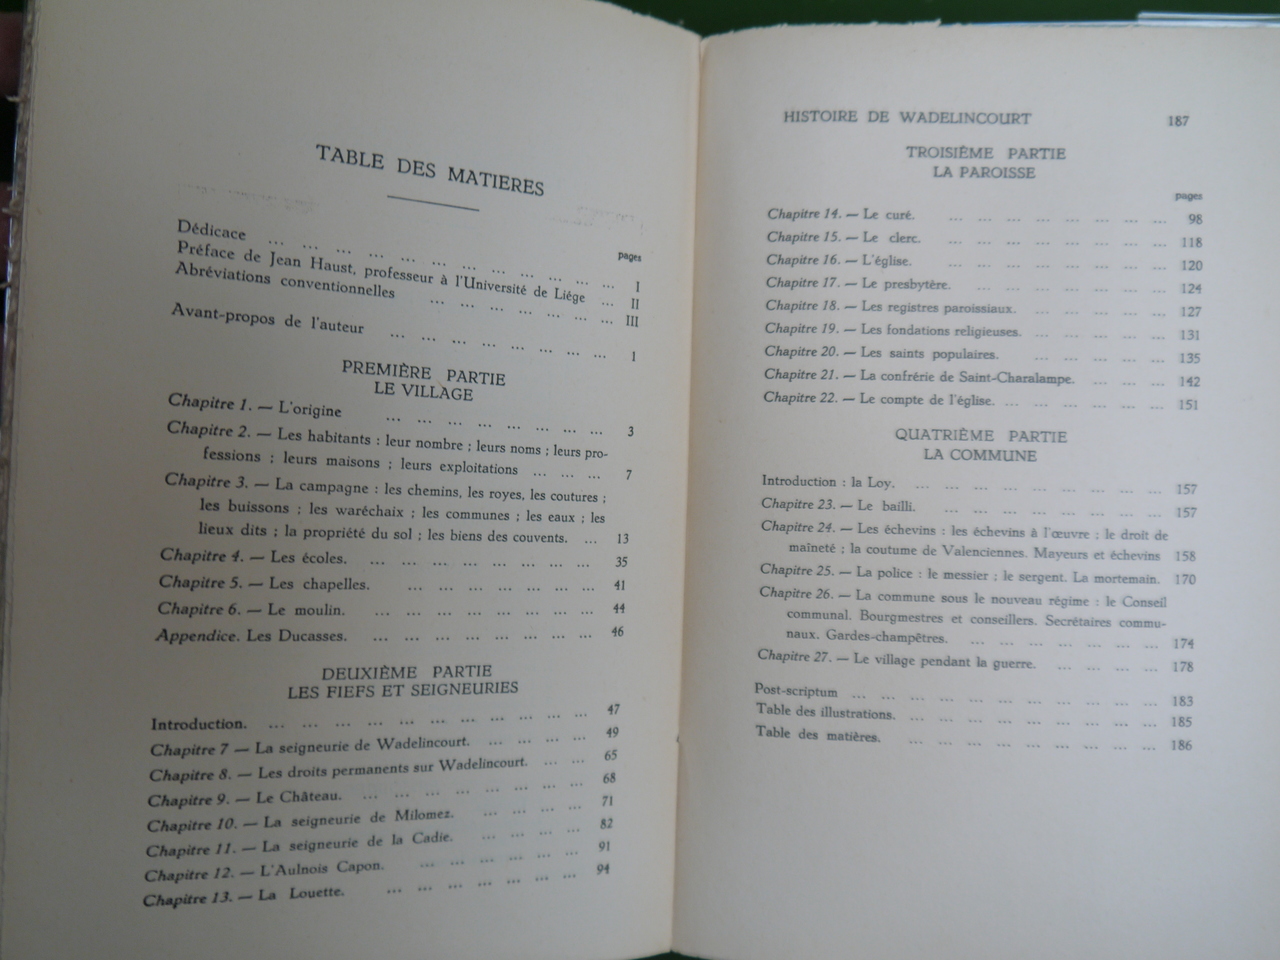 TABLE DES MATIERES
pages
Dédicace ... ... ... ... ... ... ... ... ... ... ... I
Préface de Jean Haust, professeur à l'Université de Liége ... II
Abréviations conventionnelles ... ... ... ... ... ... ... III
Avant-propos de l'auteur ... ... ... ... ... ... ... ... 1
PREMIÈRE PARTIE
LE VILLAGE
Chapitre 1. — L'origine ... ... ... ... ... ... ... ... 3
Chapitre 2. — Les habitants : leur nombre ; leurs noms ; leurs pro-
fessions ; leurs maisons ; leurs exploitations ... ... ... 7
Chapitre 3. — La campagne : les chemins, les royes, les coutures ;
les buissons ; les waréchaix ; les communes ; les eaux ; les
lieux dits ; la propriété du sol ; les biens des couvents. ... 13
Chapitre 4. — Les écoles. ... ... ... ... ... ... ... ... 35
Chapitre 5. — Les chapelles. ... ... ... ... ... ... ... 41
Chapitre 6. — Le moulin. ... ... ... ... ... ... ... ... 44
Appendice. Les Ducasses. ... ... ... ... ... ... ... ... 46
DEUXIÈME PARTIE
LES FIEFS ET SEIGNEURIES
Introduction. ... ... ... ... ... ... ... ... ... ... ... 47
Chapitre 7 — La seigneurie de Wadelincourt. ... ... ... ... 49
Chapitre 8. — Les droits permanents sur Wadelincourt. ... ... 65
Chapitre 9. — Le Château. ... ... ... ... ... ... ... ... 68
Chapitre 10. — La seigneurie de Milomez. ... ... ... ... 71
Chapitre 11. — La seigneurie de la Cadie. ... ... ... ... 82
Chapitre 12. — L'Aulnois Capon. ... ... ... ... ... ... 91
Chapitre 13. — La Louette. ... ... ... ... ... ... ... 94
HISTOIRE DE WADELINCOURT 187
TROISIÈME PARTIE
LA PAROISSE
pages
Chapitre 14. — Le curé. ... ... ... ... ... ... ... ... 98
Chapitre 15. — Le clerc. ... ... ... ... ... ... ... ... 118
Chapitre 16. — L'église. ... ... ... ... ... ... ... ... 120
Chapitre 17. — Le presbytère. ... ... ... ... ... ... ... 124
Chapitre 18. — Les registres paroissiaux. ... ... ... ... ... 127
Chapitre 19. — Les fondations religieuses. ... ... ... ... ... 131
Chapitre 20. — Les saints populaires. ... ... ... ... ... 135
Chapitre 21. — La confrérie de Saint-Charalampe. ... ... ... 142
Chapitre 22. — Le compte de l'église. ... ... ... ... ... ... 151
QUATRIÈME PARTIE
LA COMMUNE
Introduction : la Loy. ... ... ... ... ... ... ... ... ... 157
Chapitre 23. — Le bailli. ... ... ... ... ... ... ... ... 157
Chapitre 24. — Les échevins : les échevins à l'œuvre ; le droit de
maîneté ; la coutume de Valenciennes. Mayeurs et échevins 158
Chapitre 25. — La police : le messier ; le sergent. La mortemain. 170
Chapitre 26. — La commune sous le nouveau régime : le Conseil
communal. Bourgmestres et conseillers. Secrétaires commu-
naux. Gardes-champêtres. ... ... ... ... ... ... ... 174
Chapitre 27. — Le village pendant la guerre. ... ... ... ... 178
Post-scriptum ... ... ... ... ... ... ... ... ... ... ... 183
Table des illustrations. ... ... ... ... ... ... ... ... ... 185
Table des matières. ... ... ... ... ... ... ... ... ... 186